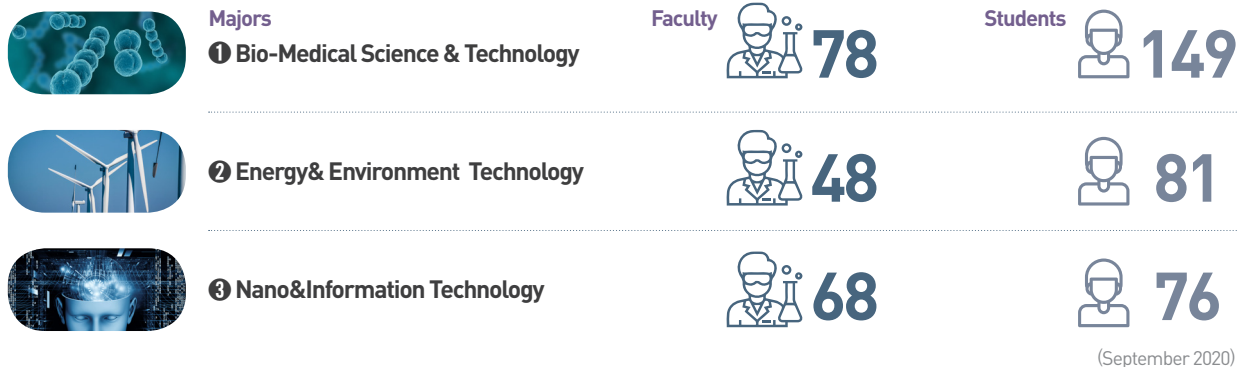 Majors Faculty Students
❶ Bio-Medical Science & Technology 78 149
❷ Energy& Environment Technology 48 81
❸ Nano&Information Technology 68 76
(September 2020)